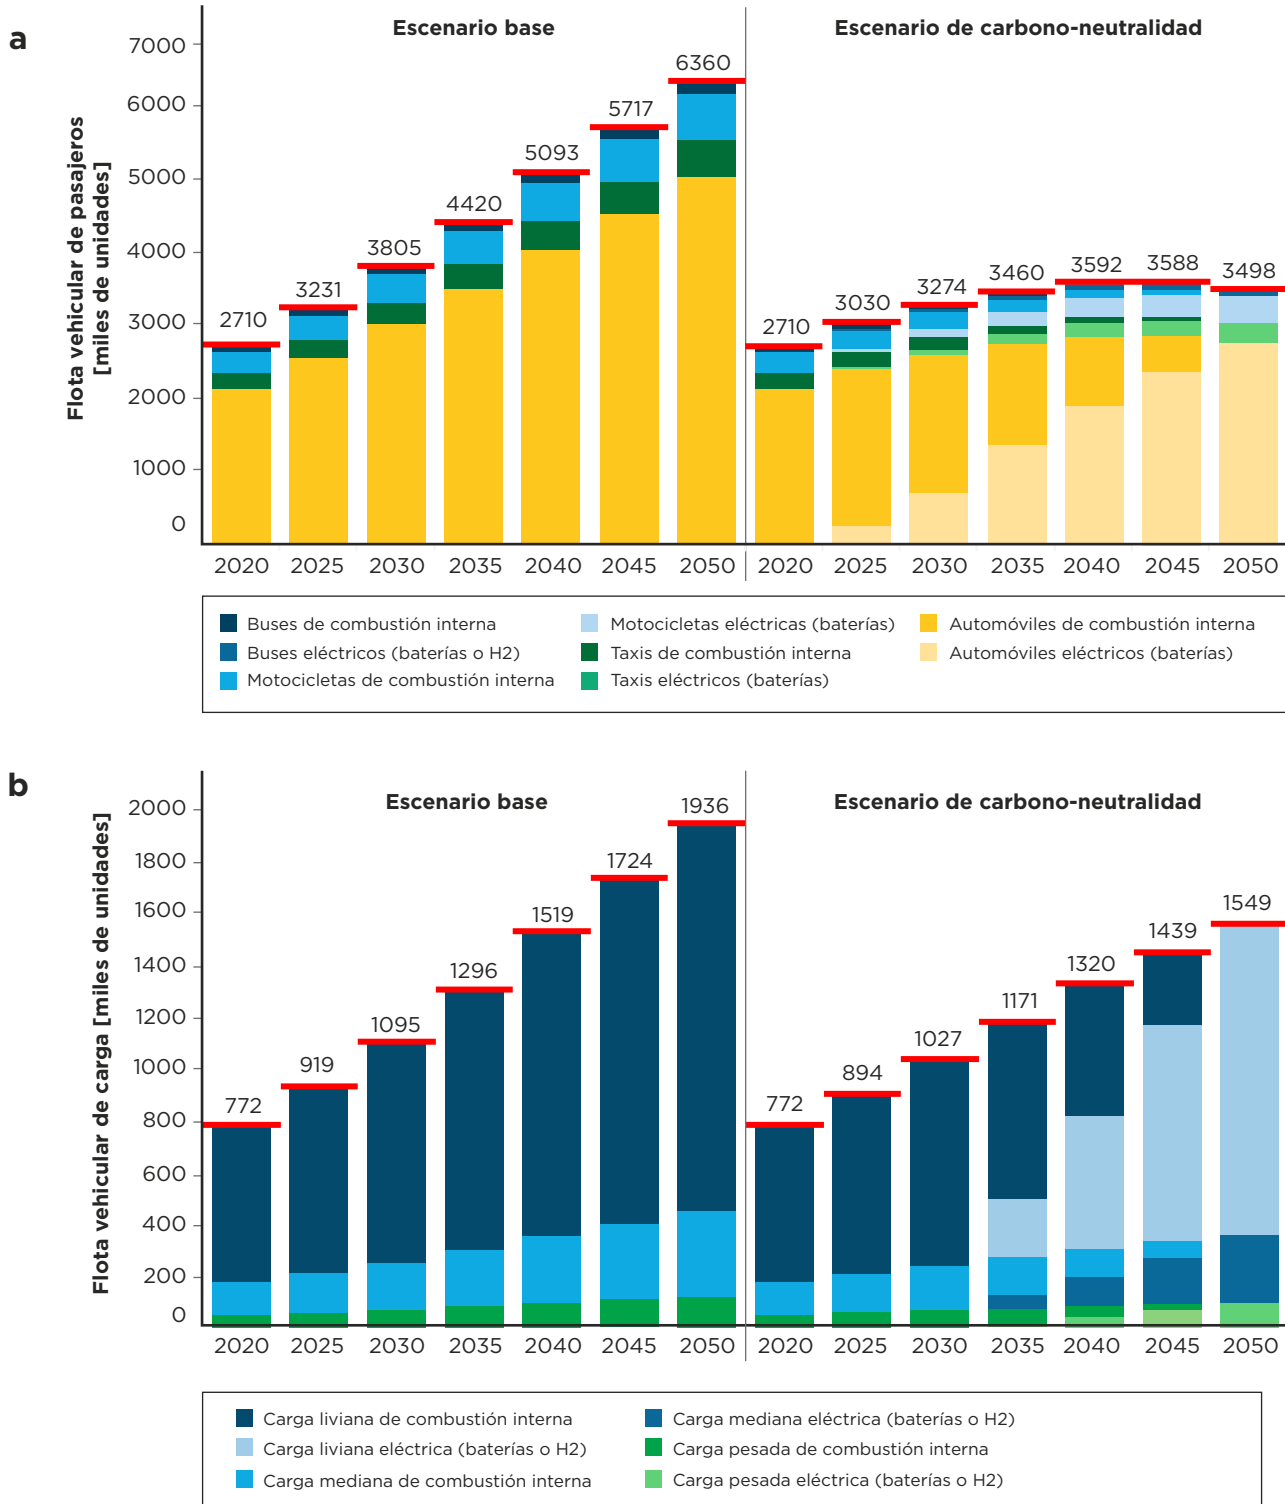 a
Escenario base
Escenario de carbono-neutralidad
Flota vehicular de pasajeros
[miles de unidades]
7000
6000
5000
4000
3000
2000
1000
0
2710
3231
3805
4420
5093
5717
6360
2710
3030
3274
3460
3592
3588
3498
2020 2025 2030 2035 2040 2045 2050 2020 2025 2030 2035 2040 2045 2050
Buses de combustión interna
Buses eléctricos (baterías o H2)
Motocicletas de combustión interna
Motocicletas eléctricas (baterías)
Taxis de combustión interna
Taxis eléctricos (baterías)
Automóviles de combustión interna
Automóviles eléctricos (baterías)
b
Escenario base
Escenario de carbono-neutralidad
Flota vehicular de carga [miles de unidades]
2000
1800
1600
1400
1200
1000
800
600
400
200
0
772
919
1095
1296
1519
1724
1936
772
894
1027
1171
1320
1439
1549
2020 2025 2030 2035 2040 2045 2050 2020 2025 2030 2035 2040 2045 2050
Carga liviana de combustión interna
Carga liviana eléctrica (baterías o H2)
Carga mediana de combustión interna
Carga mediana eléctrica (baterías o H2)
Carga pesada de combustión interna
Carga pesada eléctrica (baterías o H2)